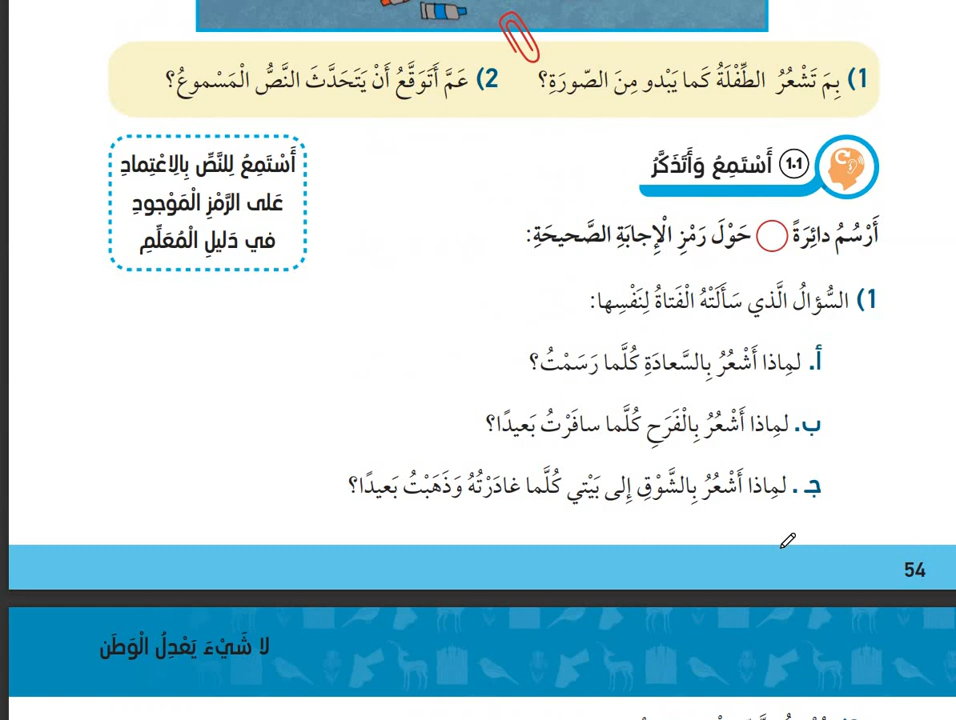 1) بِمَ تَشْعُرُ الطِّفْلَةُ كَما يَبْدو مِنَ الصّورَةِ؟ 2) عَمَّ أَتَوَقَّعُ أَنْ يَتَحَدَّثَ النَّصُّ الْمَسْموعُ؟
1.1 أَسْتَمِعُ وَأَتَذَكَّرُ
أَسْتَمِعُ لِلنَّصِّ بِالِاعْتِمادِ
عَلى الرَّمْزِ الْمَوْجودِ
في دَليلِ الْمُعَلِّمِ
أَرْسُمُ دائِرَةً حَوْلَ رَمْزِ الْإِجابَةِ الصَّحيحَةِ:
1) السُّؤالُ الَّذي سَأَلَتْهُ الْفَتاةُ لِنَفْسِها:
أ. لِماذا أَشْعُرُ بِالسَّعادَةِ كُلَّما رَسَمْتُ؟
ب. لِماذا أَشْعُرُ بِالْفَرَحِ كُلَّما سافَرْتُ بَعيدًا؟
جـ . لِماذا أَشْعُرُ بِالشَّوْقِ إِلى بَيْتي كُلَّما غادَرْتُهُ وَذَهَبْتُ بَعيدًا؟
54
لا شَيْءَ يَعْدِلُ الْوَطَن